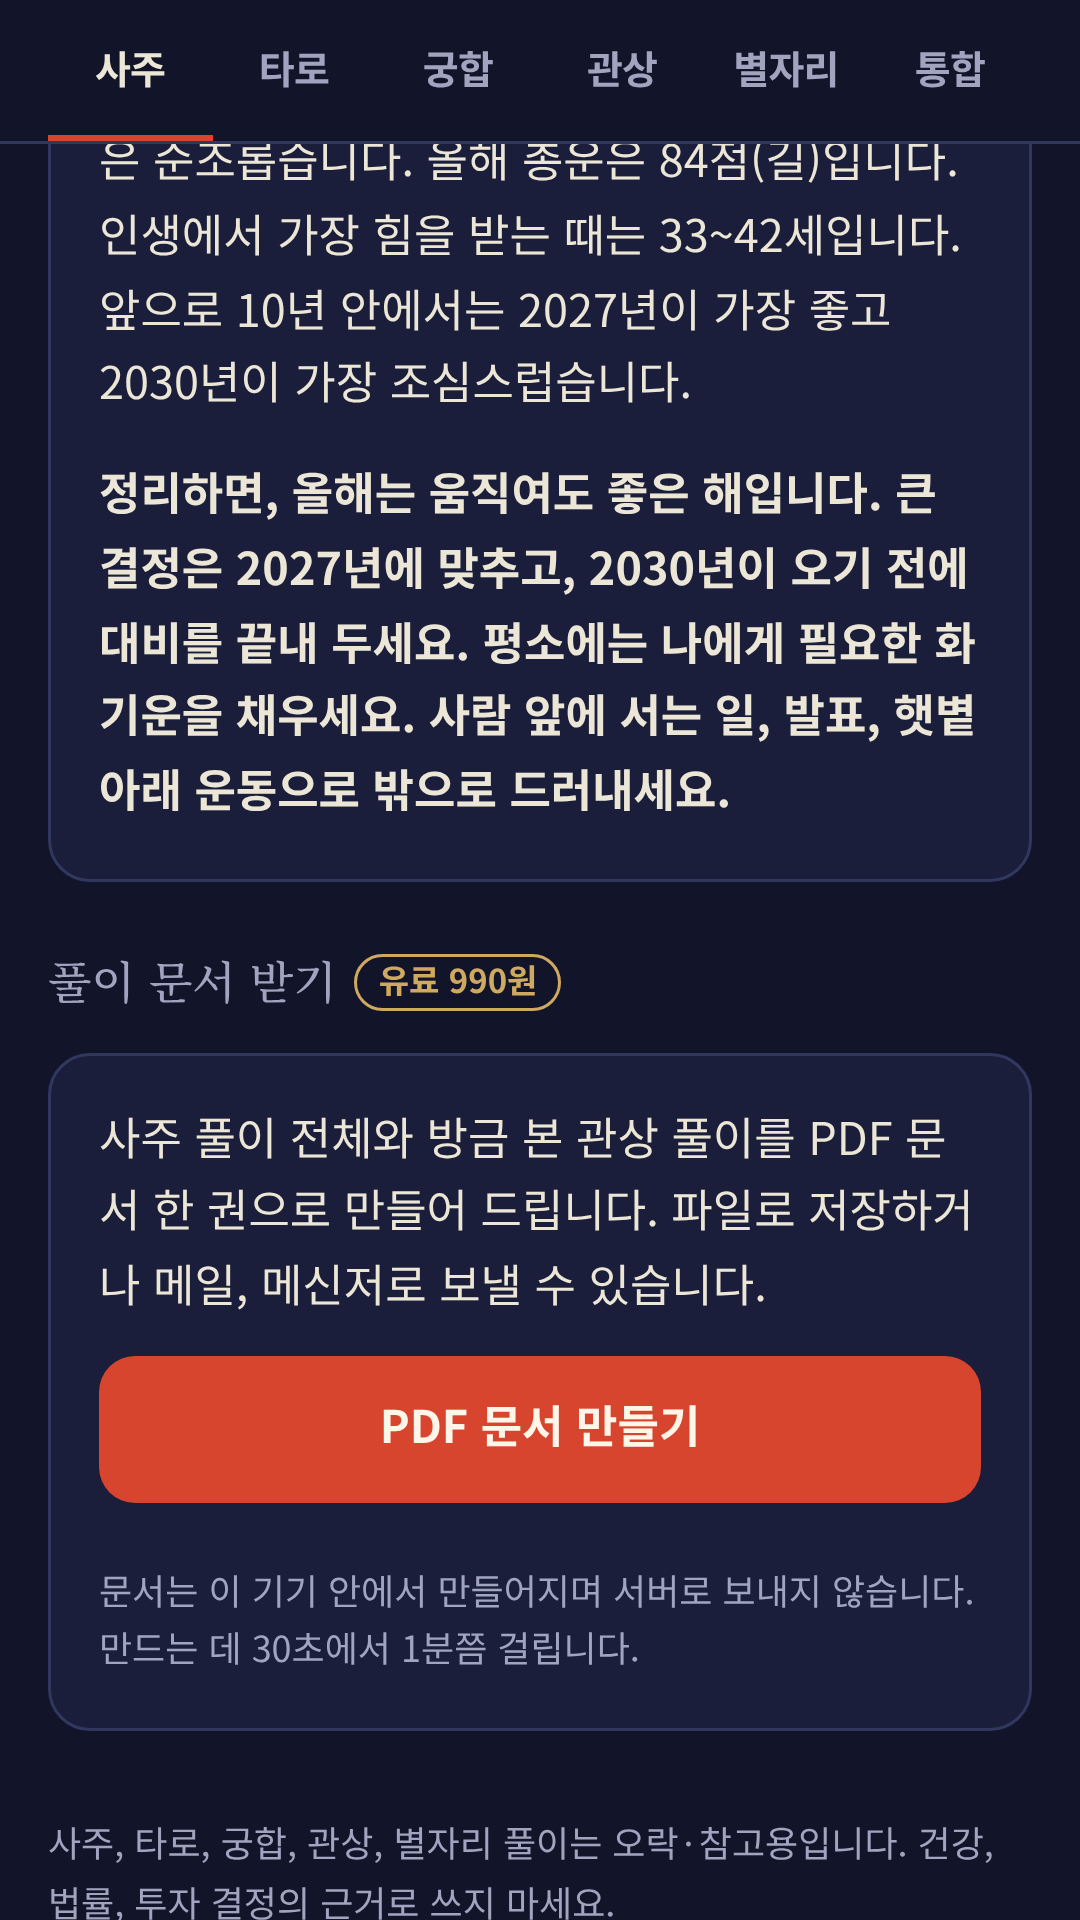 사주 타로 궁합 관상 별자리 통합
은 순조롭습니다. 올해 총운은 84점(길)입니다.
인생에서 가장 힘을 받는 때는 33~42세입니다.
앞으로 10년 안에서는 2027년이 가장 좋고
2030년이 가장 조심스럽습니다.
정리하면, 올해는 움직여도 좋은 해입니다. 큰
결정은 2027년에 맞추고, 2030년이 오기 전에
대비를 끝내 두세요. 평소에는 나에게 필요한 화
기운을 채우세요. 사람 앞에 서는 일, 발표, 햇볕
아래 운동으로 밖으로 드러내세요.
풀이 문서 받기 유료 990원
사주 풀이 전체와 방금 본 관상 풀이를 PDF 문
서 한 권으로 만들어 드립니다. 파일로 저장하거
나 메일, 메신저로 보낼 수 있습니다.
PDF 문서 만들기
문서는 이 기기 안에서 만들어지며 서버로 보내지 않습니다.
만드는 데 30초에서 1분쯤 걸립니다.
사주, 타로, 궁합, 관상, 별자리 풀이는 오락·참고용입니다. 건강,
법률, 투자 결정의 근거로 쓰지 마세요.